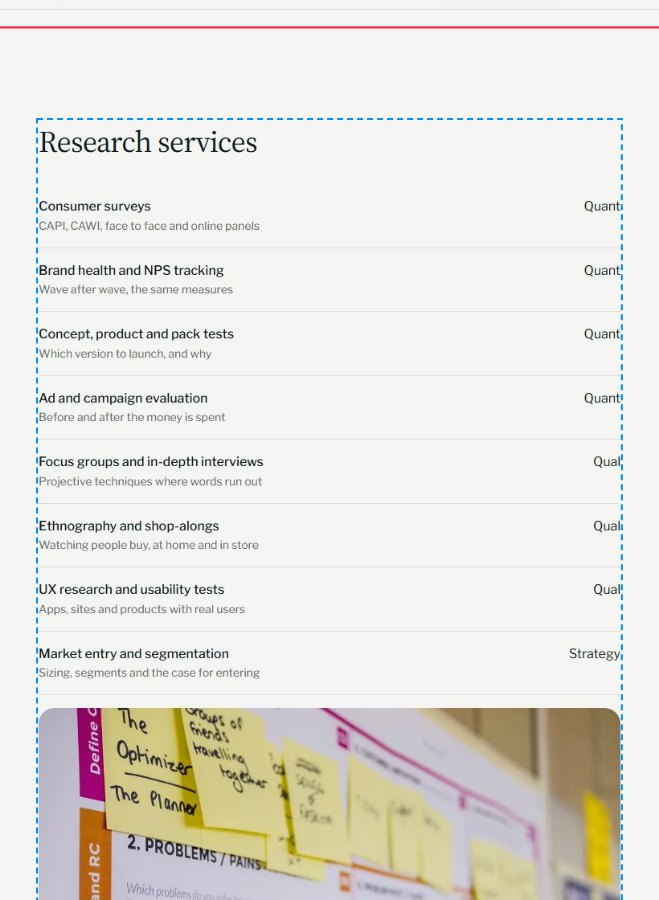 Research services
Consumer surveys
Quant
CAPI, CAWI, face to face and online panels
Brand health and NPS tracking
Quant
Wave after wave, the same measures
Concept, product and pack tests
Quant
Which version to launch, and why
Ad and campaign evaluation
Quant
Before and after the money is spent
Focus groups and in-depth interviews
Qual
Projective techniques where words run out
Ethnography and shop-alongs
Qual
Watching people buy, at home and in store
UX research and usability tests
Qual
Apps, sites and products with real users
Market entry and segmentation
Strategy
Sizing, segments and the case for entering
Define
The
Optimizer
The Planner
Groups of
friends
travelling
together
2. PROBLEMS / PAINS
Which problems do you
and RC